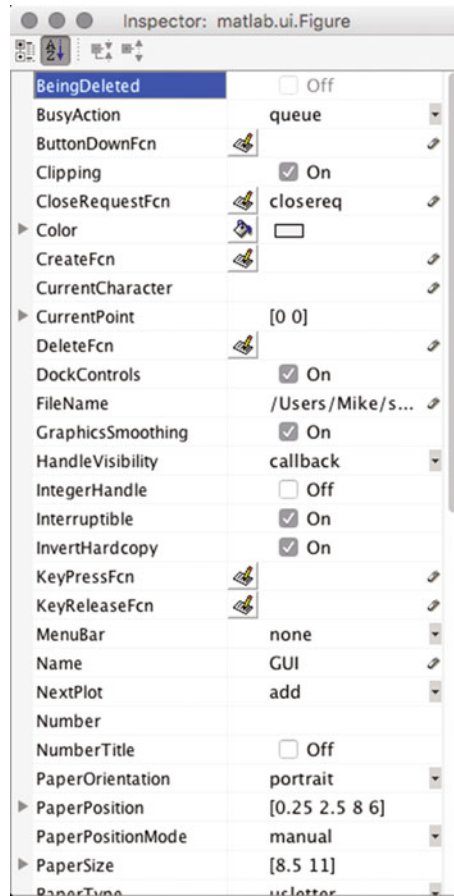 Inspector: matlab.ui.Figure
BeingDeleted Off
BusyAction queue
ButtonDownFcn
Clipping On
CloseRequestFcn closereq
Color
CreateFcn
CurrentCharacter
CurrentPoint [0 0]
DeleteFcn
DockControls On
FileName /Users/Mike/s...
GraphicsSmoothing On
HandleVisibility callback
IntegerHandle Off
Interruptible On
InvertHardcopy On
KeyPressFcn
KeyReleaseFcn
MenuBar none
Name GUI
NextPlot add
Number
NumberTitle Off
PaperOrientation portrait
PaperPosition [0.25 2.5 8 6]
PaperPositionMode manual
PaperSize [8.5 11]
PaperType usletter